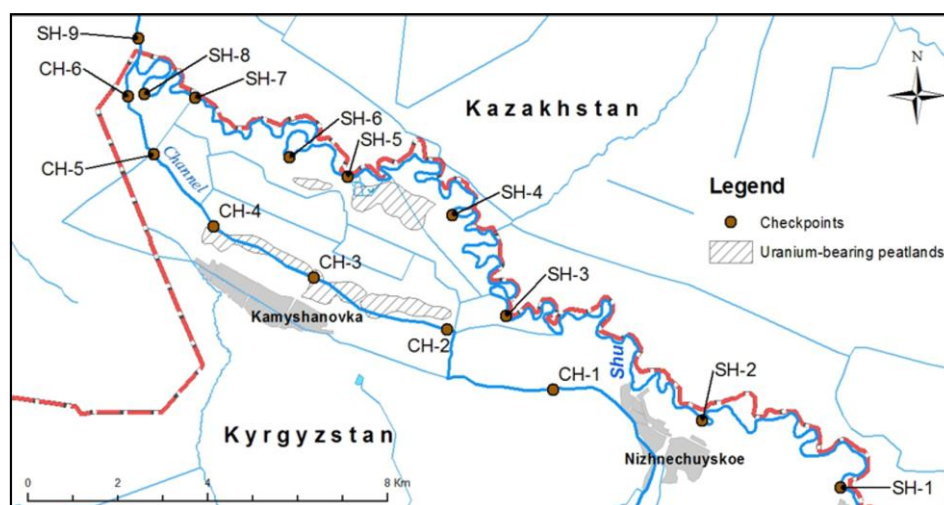 SH-9
SH-8
CH-6
SH-7
Kazakhstan
SH-6
SH-5
CH-5
Channel
Legend
SH-4
Checkpoints
CH-4
Uranium-bearing peatlands
CH-3
SH-3
Kamyshanovka
CH-2
Shu
SH-2
CH-1
Kyrgyzstan
Nizhnechuyskoe
SH-1
0 2 4 8 Km